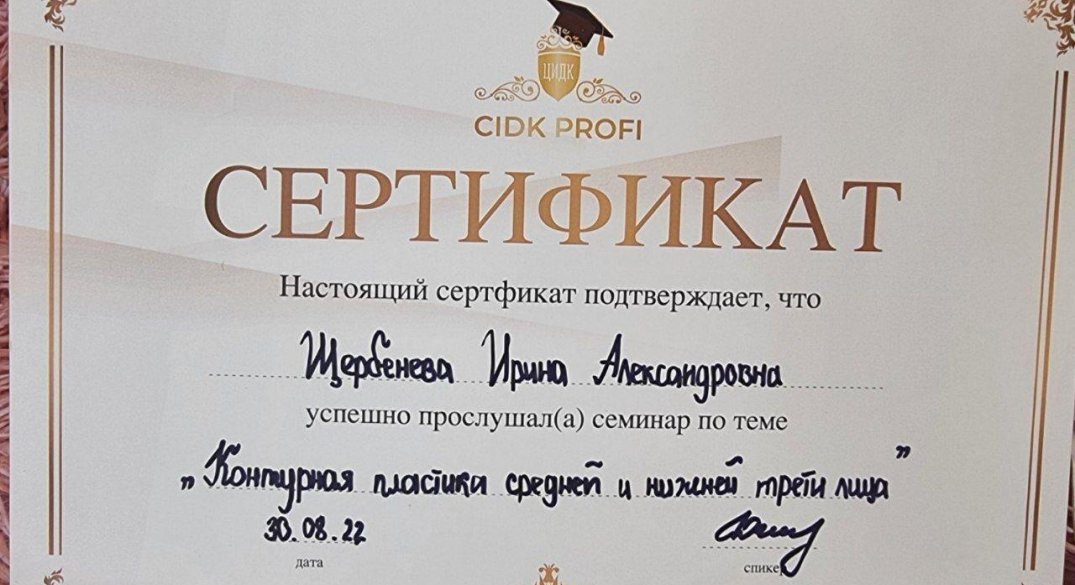 ЦИДК
CIDK PROFI
СЕРТИФИКАТ
Настоящий сертфикат подтверждает, что
Щербенева Ирина Александровна
успешно прослушал(а) семинар по теме
„Контурная пластика средней и нижней трети лица”
30.08.22
дата
спикер